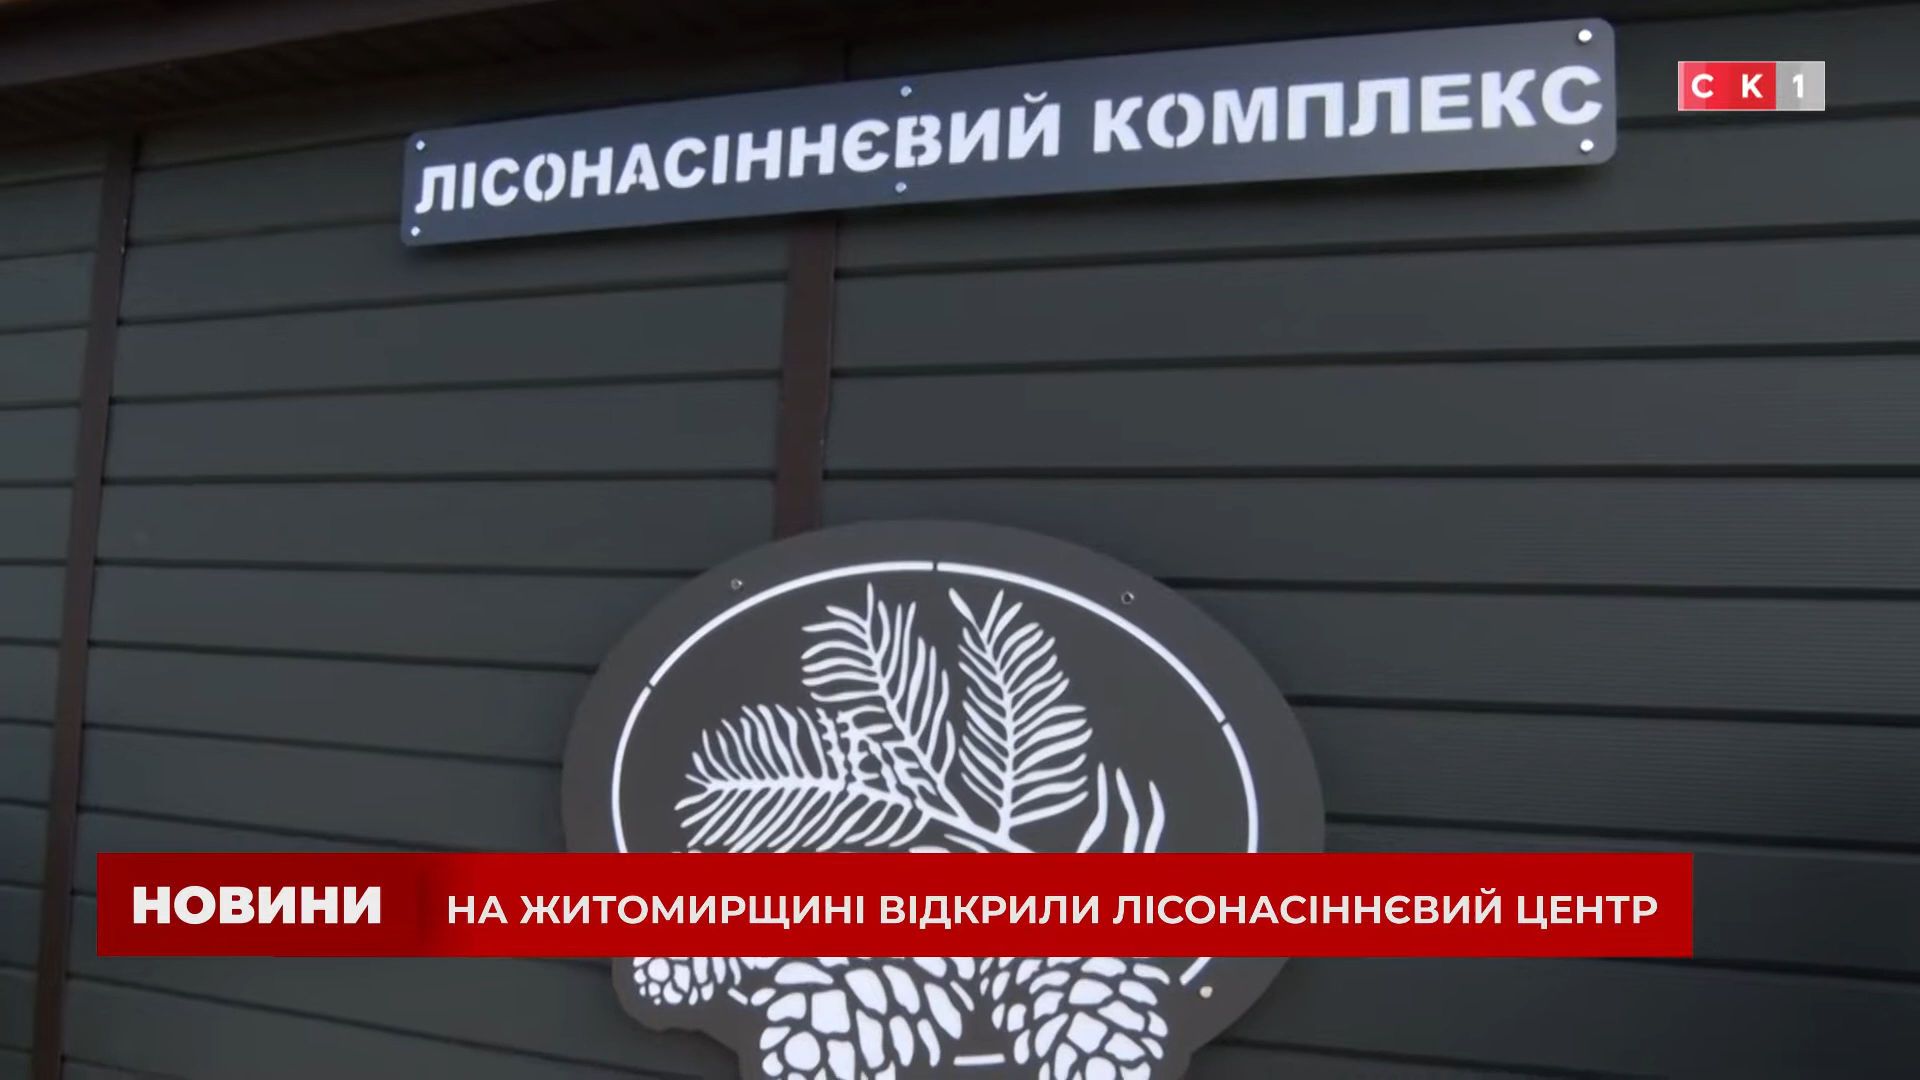 ЛІСОНАСІННЄВИЙ КОМПЛЕКС
СК1
НОВИНИ
НА ЖИТОМИРЩИНІ ВІДКРИЛИ ЛІСОНАСІННЄВИЙ ЦЕНТР